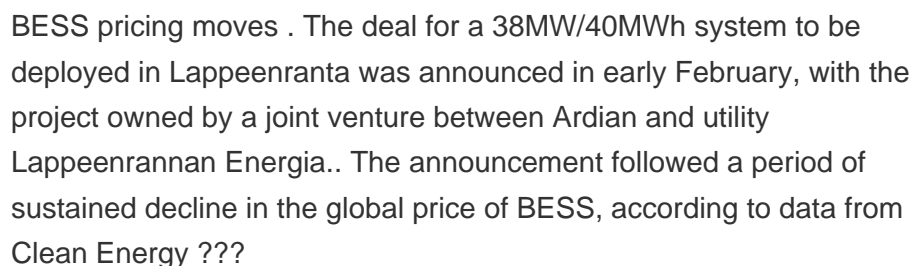 BESS pricing moves . The deal for a 38MW/40MWh system to be
deployed in Lappeenranta was announced in early February, with the
project owned by a joint venture between Ardian and utility
Lappeenrannan Energia.. The announcement followed a period of
sustained decline in the global price of BESS, according to data from
Clean Energy ???